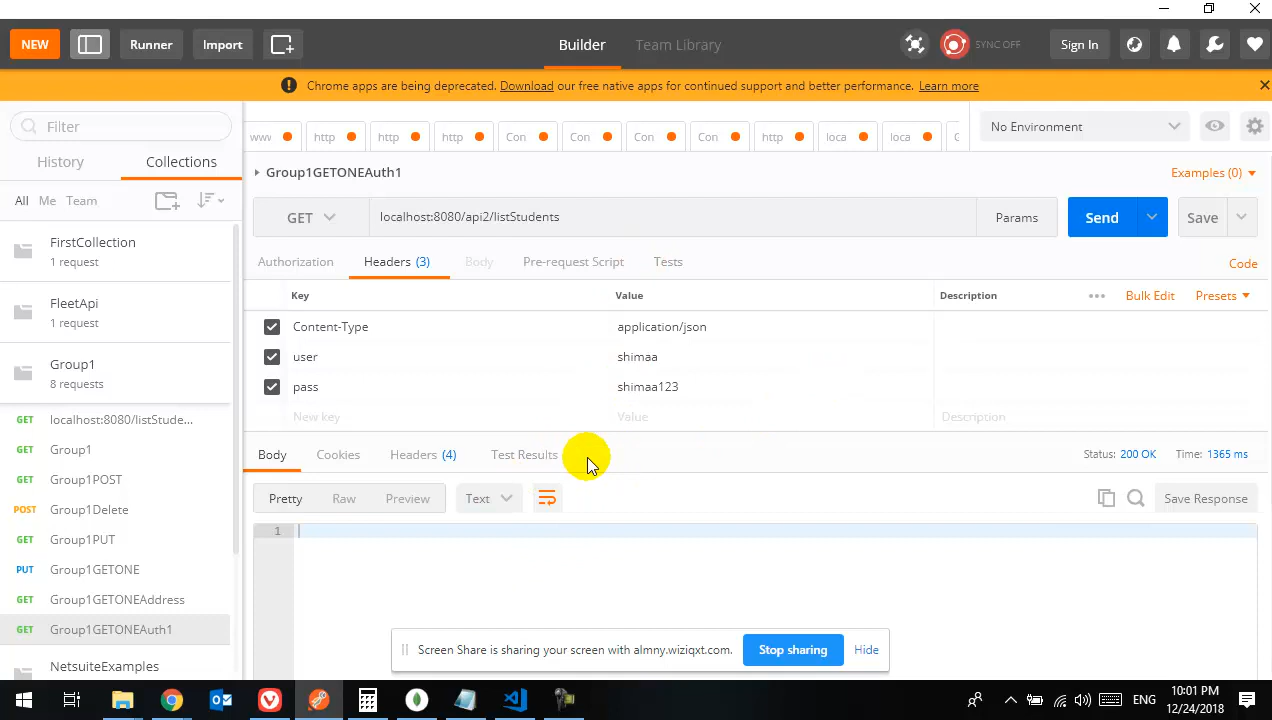 NEW Runner Import Builder Team Library SYNC OFF Sign In
Chrome apps are being deprecated. Download our free native apps for continued support and better performance. Learn more
Filter
www http http http Con Con Con Con http loca loca
No Environment
History Collections
Group1GETONEAuth1 Examples (0)
All Me Team
GET localhost:8080/api2/listStudents Params Send Save
FirstCollection
1 request
Authorization Headers (3) Body Pre-request Script Tests Code
Key Value Description Bulk Edit Presets
FleetApi
1 request
Content-Type application/json
user shimaa
Group1
8 requests
pass shimaa123
New key Value Description
GET localhost:8080/listStude...
GET Group1
Body Cookies Headers (4) Test Results Status: 200 OK Time: 1365 ms
GET Group1POST
Pretty Raw Preview Text Save Response
POST Group1Delete
1
GET Group1PUT
PUT Group1GETONE
GET Group1GETONEAddress
GET Group1GETONEAuth1
Screen Share is sharing your screen with almny.wiziqxt.com. Stop sharing Hide
NetsuiteExamples
ENG 10:01 PM
12/24/2018